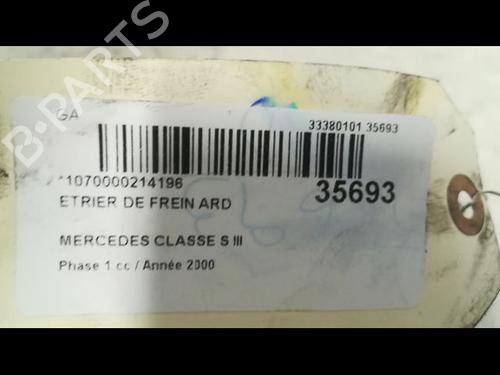 GA
33380101 35693
*1070000214196
35693
ETRIER DE FREIN ARD
MERCEDES CLASSE S III
Phase 1 cc / Année 2000
B-PARTS